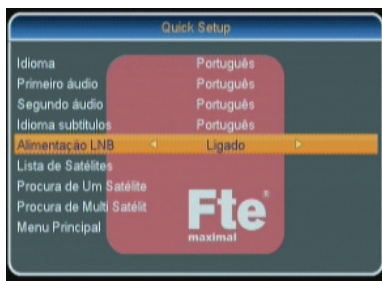 Quick Setup
Idioma Português
Primeiro áudio Português
Segundo áudio Português
Idioma subtítulos Português
Alimentação LNB Ligado
Lista de Satélites
Procura de Um Satélite
Procura de Multi Satélit
Menu Principal
Fte
maximal